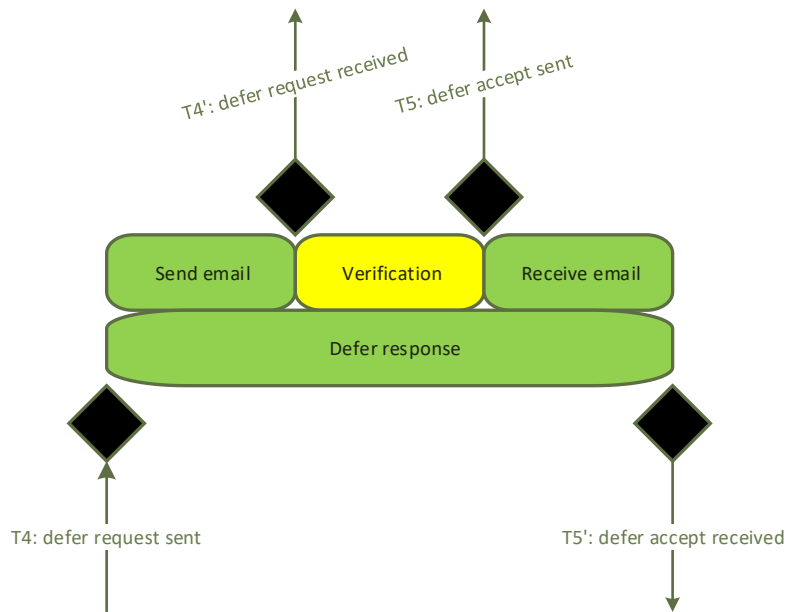 T4': defer request received
T5: defer accept sent
Send email
Verification
Receive email
Defer response
T4: defer request sent
T5': defer accept received